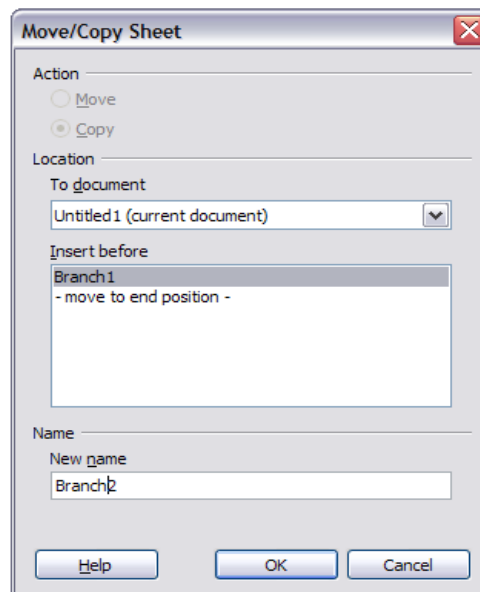 Move/Copy Sheet
Action
Move
Copy
Location
To document
Untitled1 (current document)
Insert before
Branch1
- move to end position -
Name
New name
Branch2
Help OK Cancel